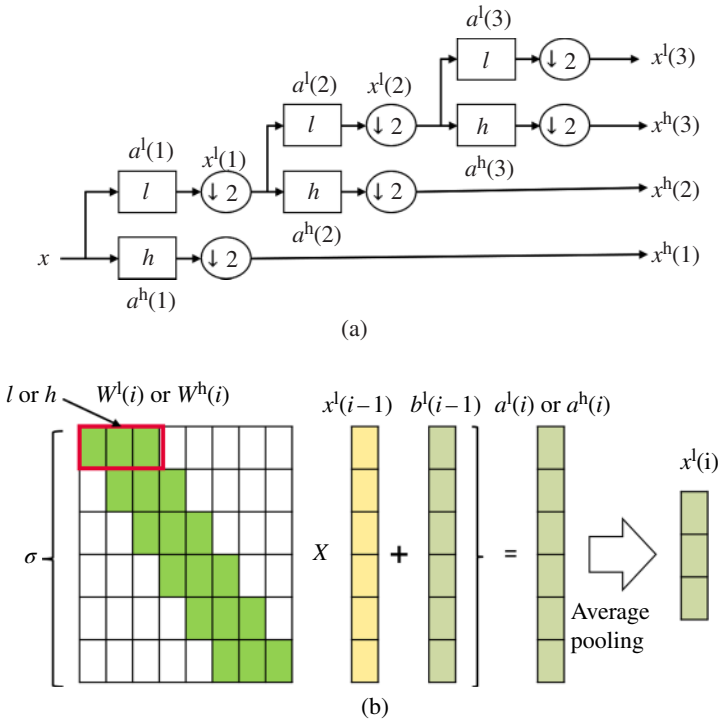 a^l(3)
l
↓ 2
x^l(3)
a^l(2)
x^l(2)
l
↓ 2
h
↓ 2
x^h(3)
a^l(1)
x^l(1)
a^h(3)
l
↓ 2
h
↓ 2
x^h(2)
a^h(2)
x
h
↓ 2
x^h(1)
a^h(1)
(a)
l or h
W^l(i) or W^h(i)
x^l(i−1)
b^l(i−1)
a^l(i) or a^h(i)
x^l(i)
σ
X
+
=
Average
pooling
(b)